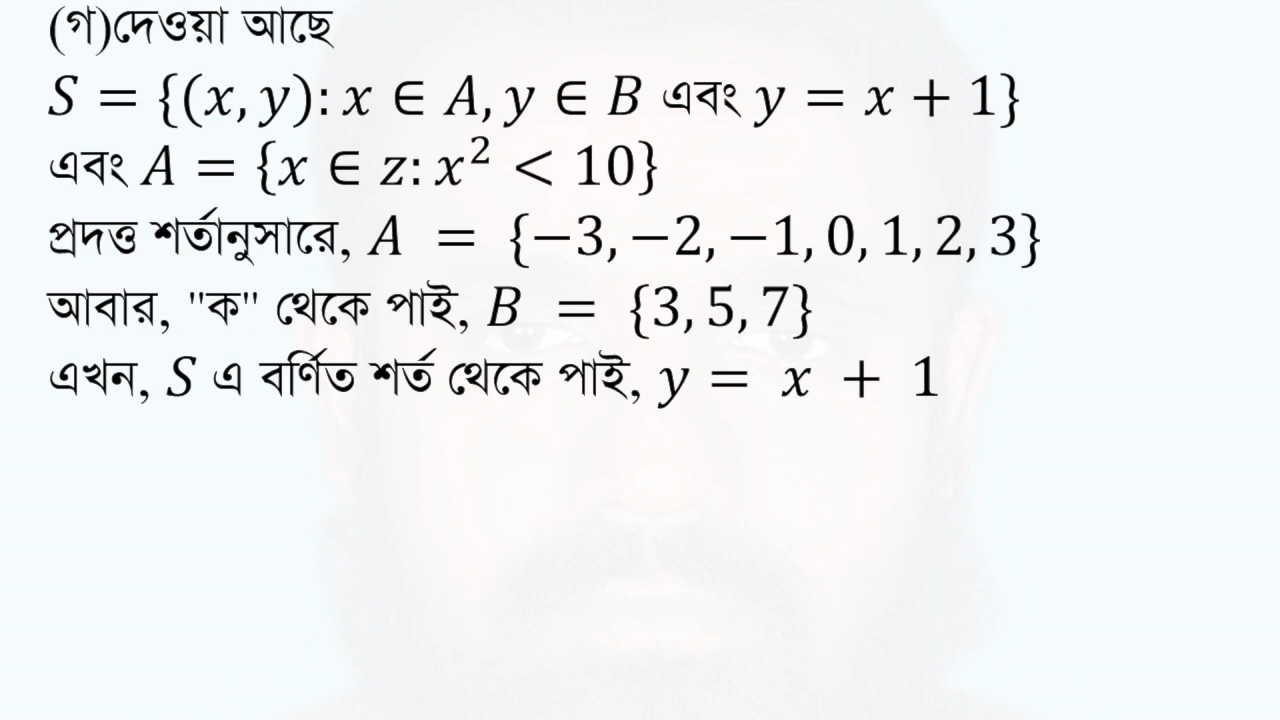 (গ)দেওয়া আছে
S = {(x, y): x ∈ A, y ∈ B এবং y = x + 1}
এবং A = {x ∈ z: x² < 10}
প্রদত্ত শর্তানুসারে, A = {−3, −2, −1, 0, 1, 2, 3}
আবার, "ক" থেকে পাই, B = {3, 5, 7}
এখন, S এ বর্ণিত শর্ত থেকে পাই, y = x + 1